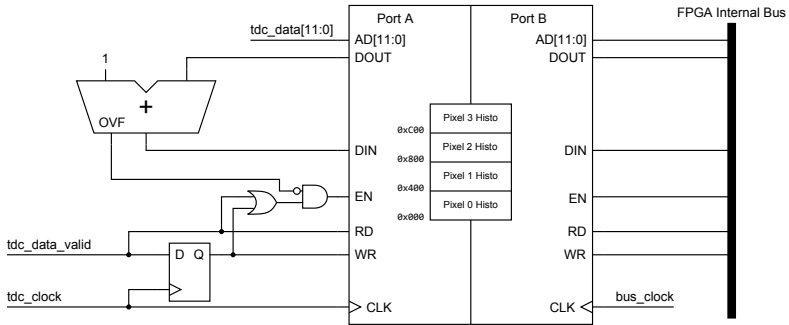 Port A
Port B
FPGA Internal Bus
tdc_data[11:0]
AD[11:0]
AD[11:0]
DOUT
DOUT
1
+
OVF
Pixel 3 Histo
0xC00
Pixel 2 Histo
0x800
Pixel 1 Histo
0x400
Pixel 0 Histo
0x000
DIN
DIN
EN
EN
RD
RD
tdc_data_valid
D Q
WR
WR
tdc_clock
CLK
CLK
bus_clock